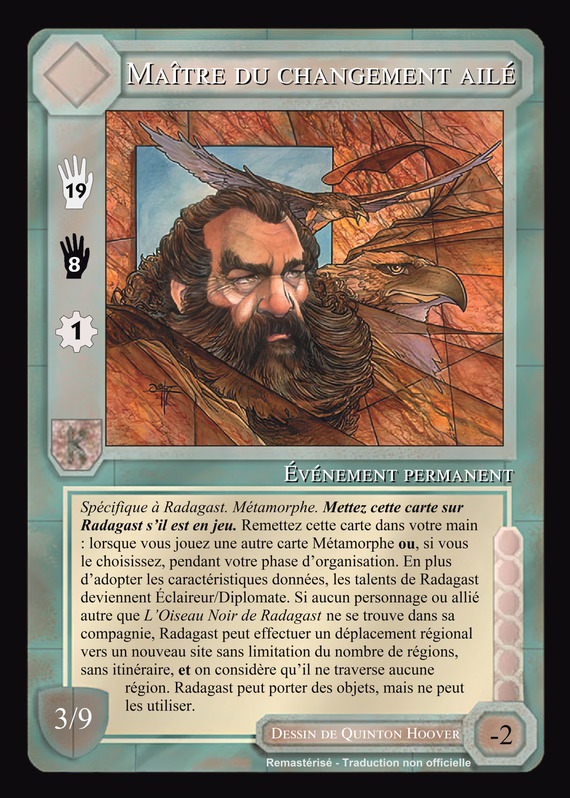 Maître du changement ailé
19
8
1
K
Événement permanent
Spécifique à Radagast. Métamorphe. Mettez cette carte sur
Radagast s'il est en jeu. Remettez cette carte dans votre main
: lorsque vous jouez une autre carte Métamorphe ou, si vous
le choisissez, pendant votre phase d'organisation. En plus
d'adopter les caractéristiques données, les talents de Radagast
deviennent Éclaireur/Diplomate. Si aucun personnage ou allié
autre que L'Oiseau Noir de Radagast ne se trouve dans sa
compagnie, Radagast peut effectuer un déplacement régional
vers un nouveau site sans limitation du nombre de régions,
sans itinéraire, et on considère qu'il ne traverse aucune
région. Radagast peut porter des objets, mais ne peut
les utiliser.
3/9
Dessin de Quinton Hoover
-2
Remastérisé - Traduction non officielle